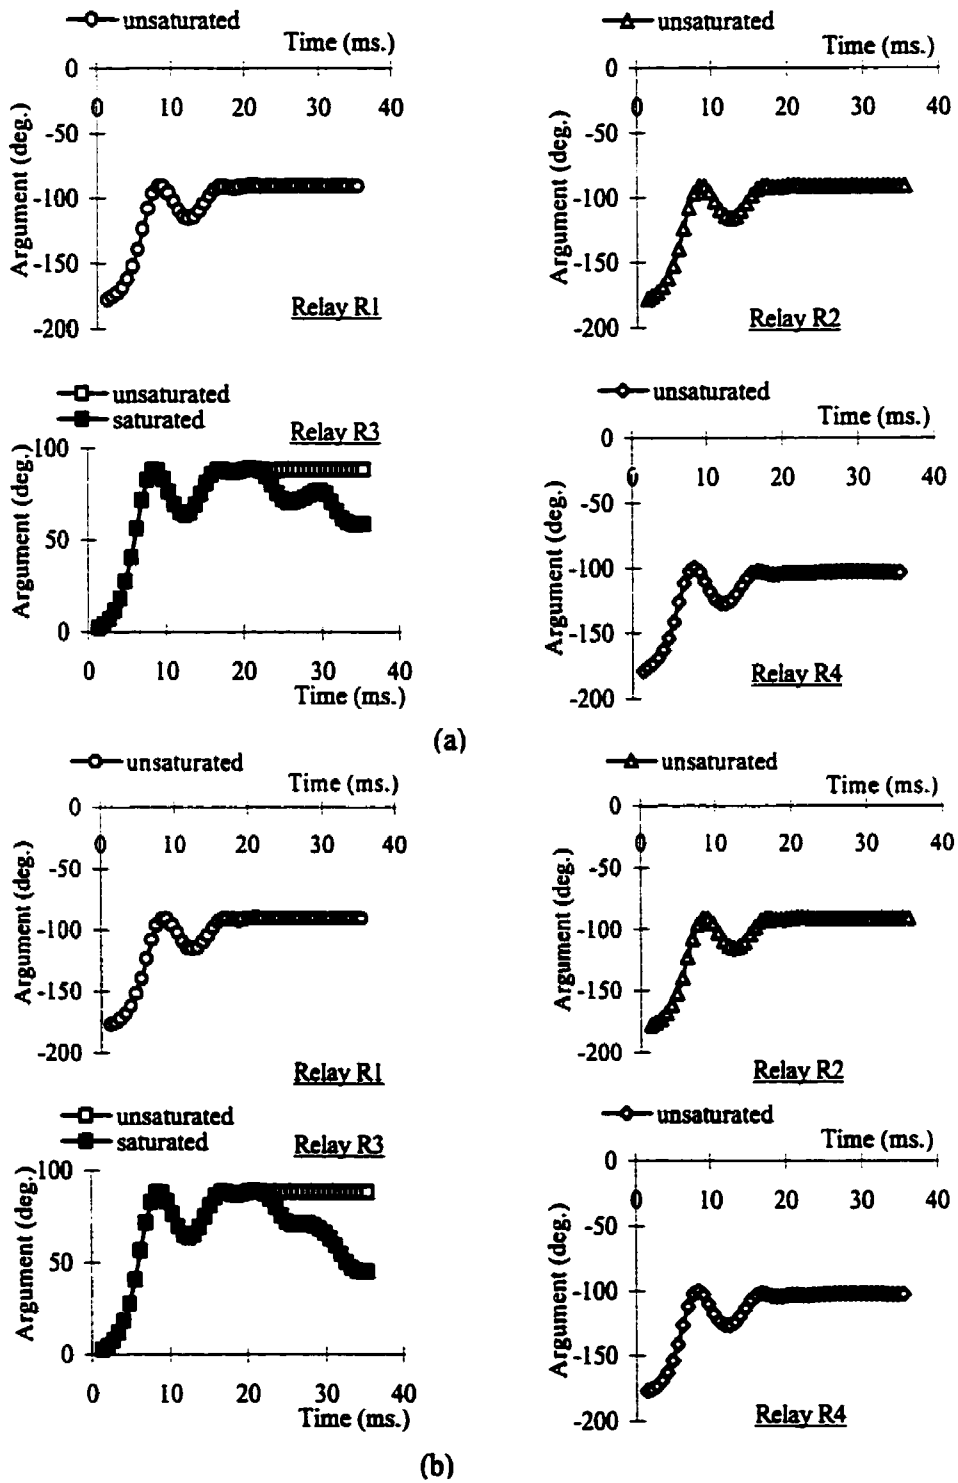 unsaturated
Time (ms.)
0
0 10 20 30 40
-50
-100
-150
-200
Argument (deg.)
Relay R1
unsaturated
Time (ms.)
0
0 10 20 30 40
-50
-100
-150
-200
Argument (deg.)
Relay R2
unsaturated
saturated
Relay R3
100
50
0
Argument (deg.)
0 10 20 30 40
Time (ms.)
unsaturated
Time (ms.)
0
0 10 20 30 40
-50
-100
-150
-200
Argument (deg.)
Relay R4
(a)
unsaturated
Time (ms.)
0
0 10 20 30 40
-50
-100
-150
-200
Argument (deg.)
Relay R1
unsaturated
Time (ms.)
0
0 10 20 30 40
-50
-100
-150
-200
Argument (deg.)
Relay R2
unsaturated
saturated
Relay R3
100
50
0
Argument (deg.)
0 10 20 30 40
Time (ms.)
unsaturated
Time (ms.)
0
0 10 20 30 40
-50
-100
-150
-200
Argument (deg.)
Relay R4
(b)